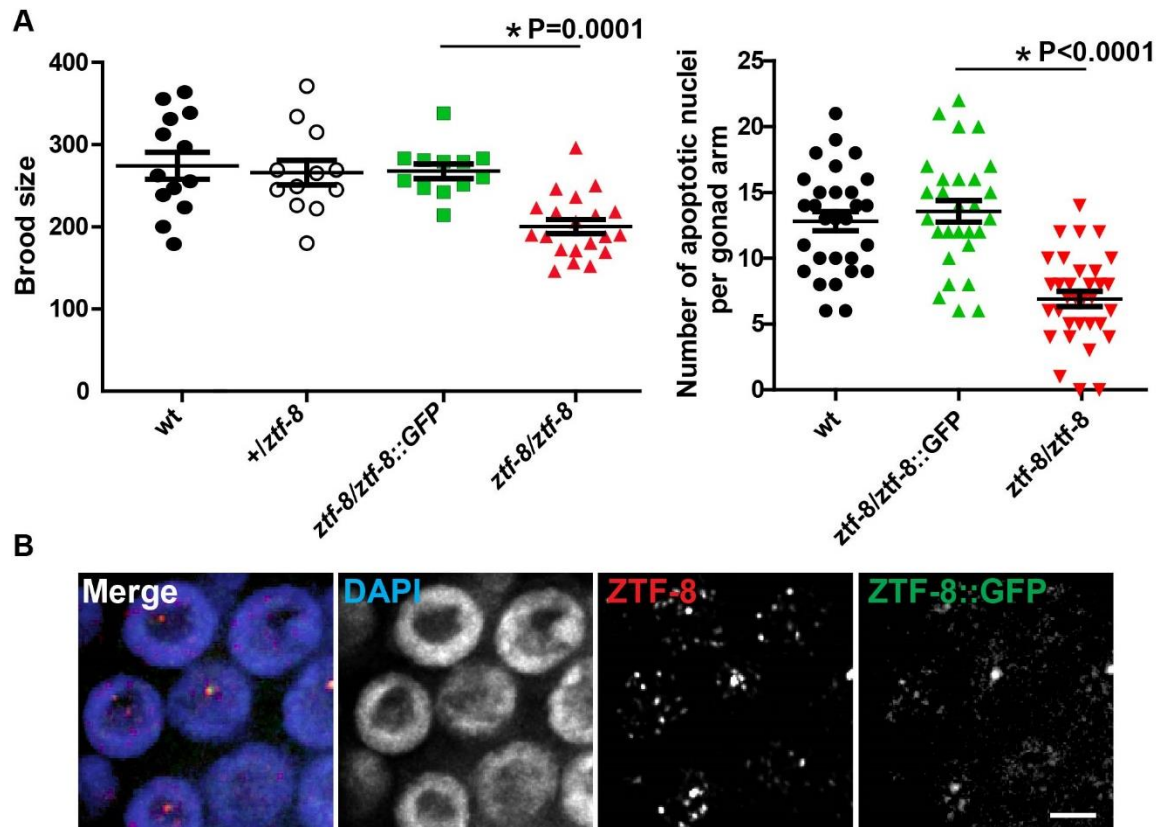 A
* P=0.0001
Brood size
400
300
200
100
0
wt
+/ztf-8
ztf-8/ztf-8::GFP
ztf-8/ztf-8
* P<0.0001
Number of apoptotic nuclei
per gonad arm
25
20
15
10
5
0
wt
ztf-8/ztf-8::GFP
ztf-8/ztf-8
B
Merge
DAPI
ZTF-8
ZTF-8::GFP